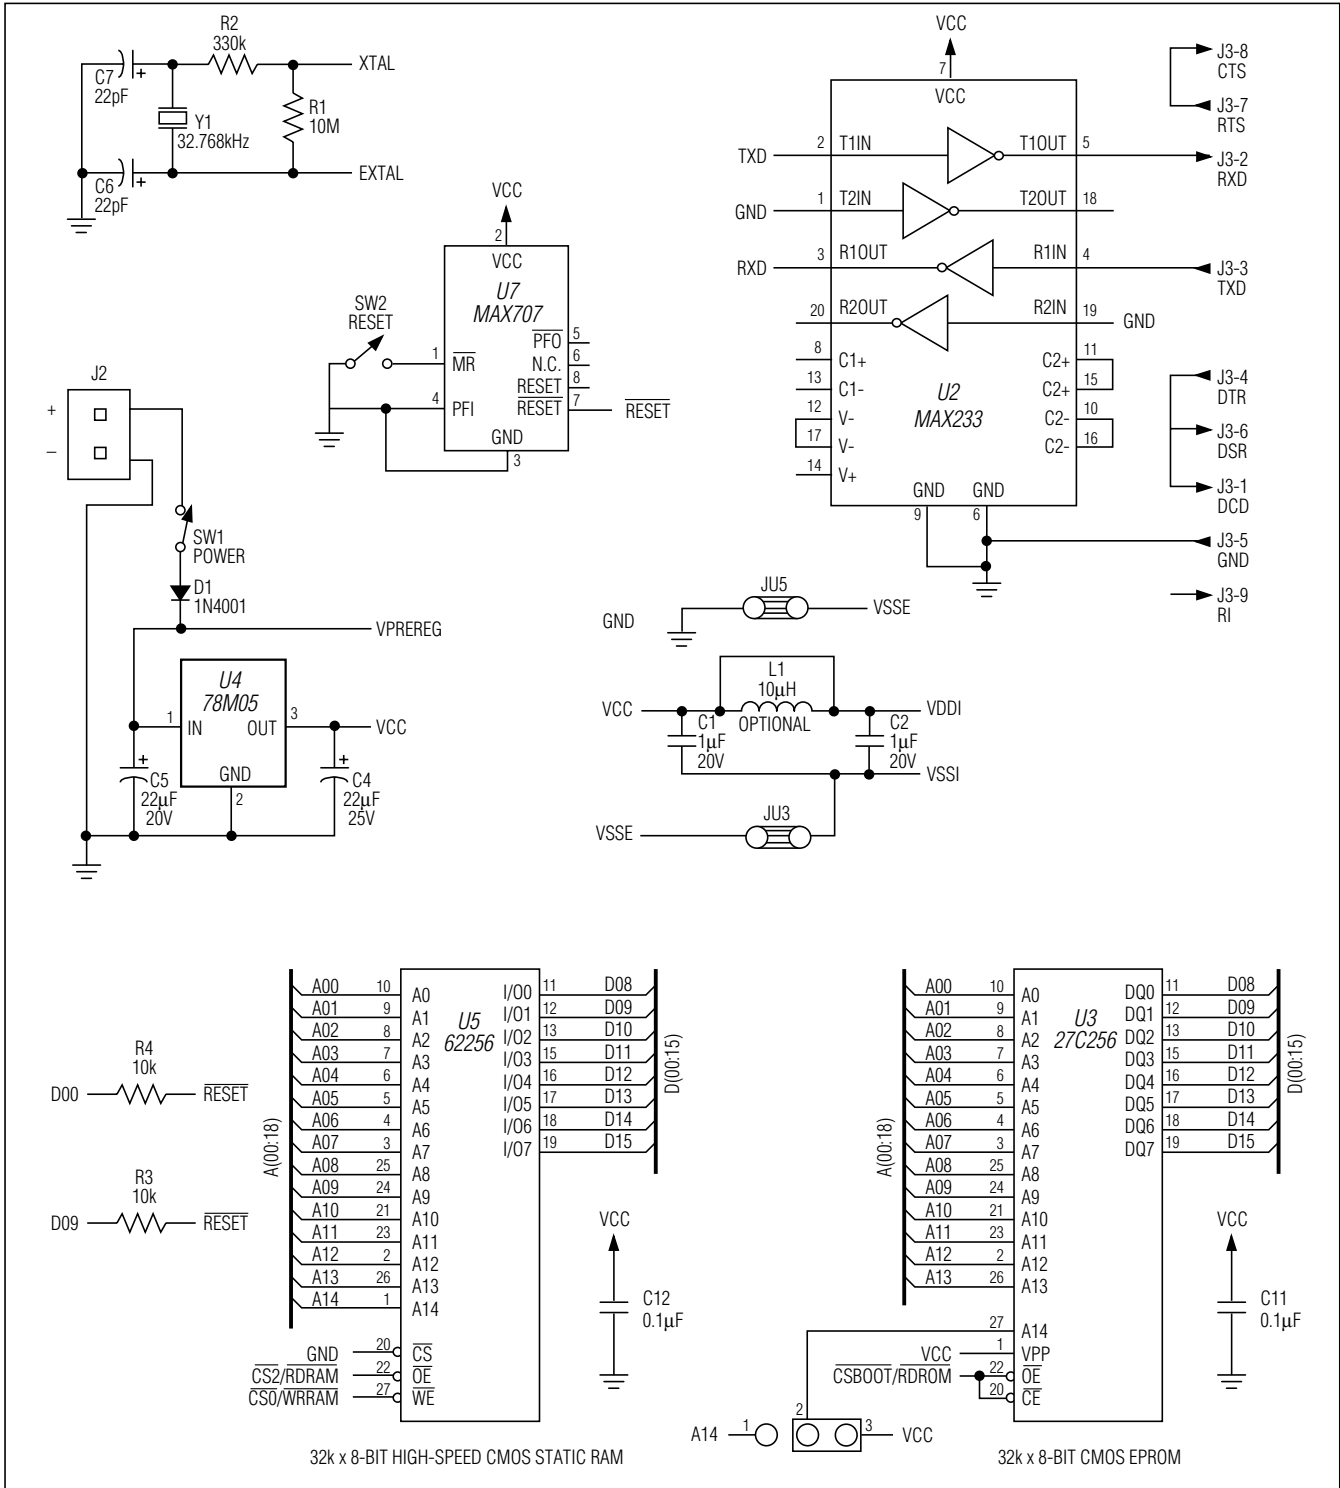 R2
330k
XTAL
C7
22pF
Y1
32.768kHz
R1
10M
C6
22pF
EXTAL
VCC
2
VCC
U7
MAX707
SW2
RESET
1
MR
4
PFI
PFO
5
N.C.
6
RESET
8
RESET
7
RESET
GND
3
VCC
7
VCC
TXD
2
T1IN
T1OUT
5
GND
1
T2IN
T2OUT
18
RXD
3
R1OUT
R1IN
4
20
R2OUT
R2IN
19
GND
8
C1+
13
C1-
12
V-
17
V-
14
V+
C2+
11
C2+
15
C2-
10
C2-
16
U2
MAX233
GND
GND
9
6
J3-8
CTS
J3-7
RTS
J3-2
RXD
J3-3
TXD
J3-4
DTR
J3-6
DSR
J3-1
DCD
J3-5
GND
J3-9
RI
J2
+
–
SW1
POWER
D1
1N4001
VPREREG
U4
78M05
1
IN
OUT
3
VCC
GND
2
+
C5
22μF
20V
+
C4
22μF
25V
GND
JU5
VSSE
L1
10μH
OPTIONAL
VCC
VDDI
C1
1μF
20V
C2
1μF
20V
VSSI
VSSE
JU3
R4
10k
D00
RESET
R3
10k
D09
RESET
A(00:18)
A00 10 A0
A01 9 A1
A02 8 A2
A03 7 A3
A04 6 A4
A05 5 A5
A06 4 A6
A07 3 A7
A08 25 A8
A09 24 A9
A10 21 A10
A11 23 A11
A12 2 A12
A13 26 A13
A14 1 A14
GND 20 CS
CS2/RDRAM 22 OE
CS0/WRRAM 27 WE
U5
62256
I/O0 11 D08
I/O1 12 D09
I/O2 13 D10
I/O3 15 D11
I/O4 16 D12
I/O5 17 D13
I/O6 18 D14
I/O7 19 D15
D(00:15)
VCC
C12
0.1μF
32k x 8-BIT HIGH-SPEED CMOS STATIC RAM
A(00:18)
A00 10 A0
A01 9 A1
A02 8 A2
A03 7 A3
A04 6 A4
A05 5 A5
A06 4 A6
A07 3 A7
A08 25 A8
A09 24 A9
A10 21 A10
A11 23 A11
A12 2 A12
A13 26 A13
27 A14
VCC 1 VPP
CSBOOT/RDROM 22 OE
20 CE
U3
27C256
DQ0 11 D08
DQ1 12 D09
DQ2 13 D10
DQ3 15 D11
DQ4 16 D12
DQ5 17 D13
DQ6 18 D14
DQ7 19 D15
D(00:15)
VCC
C11
0.1μF
A14 1
2
3 VCC
32k x 8-BIT CMOS EPROM